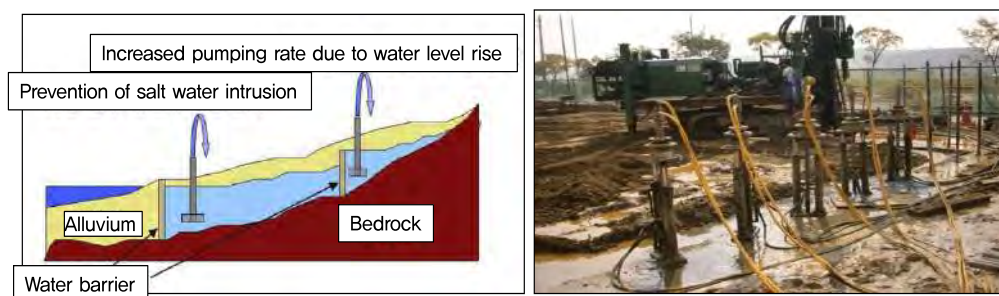 Increased pumping rate due to water level rise
Prevention of salt water intrusion
Alluvium
Bedrock
Water barrier